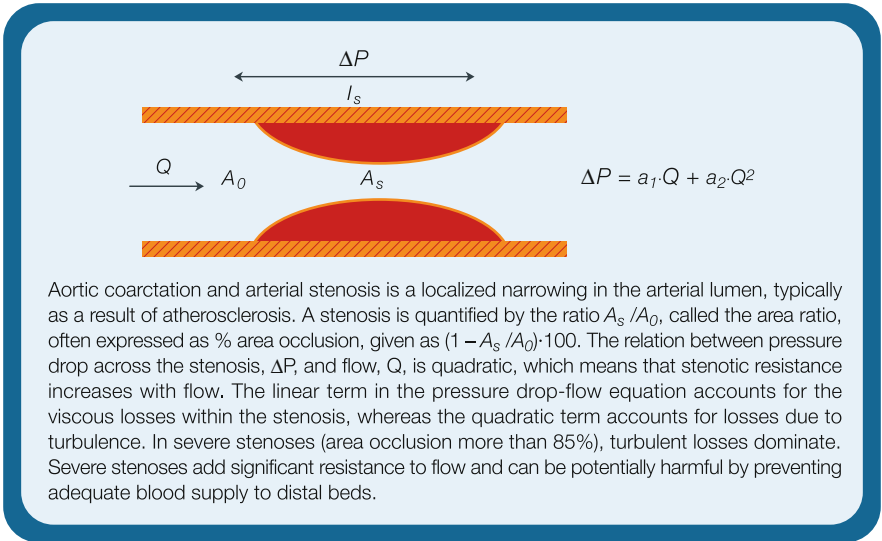 ΔP
lₛ
Q
A₀
Aₛ
ΔP = a₁·Q + a₂·Q²
Aortic coarctation and arterial stenosis is a localized narrowing in the arterial lumen, typically
as a result of atherosclerosis. A stenosis is quantified by the ratio Aₛ /A₀, called the area ratio,
often expressed as % area occlusion, given as (1 – Aₛ /A₀)·100. The relation between pressure
drop across the stenosis, ΔP, and flow, Q, is quadratic, which means that stenotic resistance
increases with flow. The linear term in the pressure drop-flow equation accounts for the
viscous losses within the stenosis, whereas the quadratic term accounts for losses due to
turbulence. In severe stenoses (area occlusion more than 85%), turbulent losses dominate.
Severe stenoses add significant resistance to flow and can be potentially harmful by preventing
adequate blood supply to distal beds.